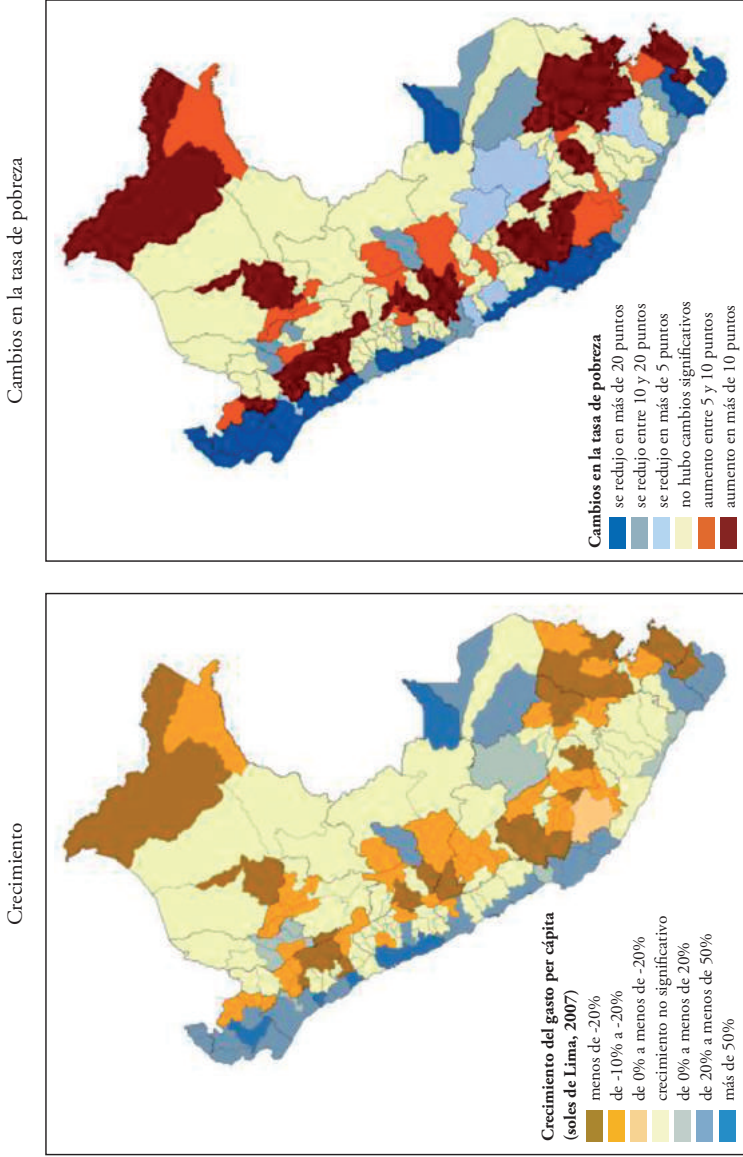 Crecimiento
Crecimiento del gasto per cápita
(soles de Lima, 2007)
menos de -20%
de -10% a -20%
de 0% a menos de -20%
crecimiento no significativo
de 0% a menos de 20%
de 20% a menos de 50%
más de 50%
Cambios en la tasa de pobreza
Cambios en la tasa de pobreza
se redujo en más de 20 puntos
se redujo entre 10 y 20 puntos
se redujo en más de 5 puntos
no hubo cambios significativos
aumento entre 5 y 10 puntos
aumento en más de 10 puntos